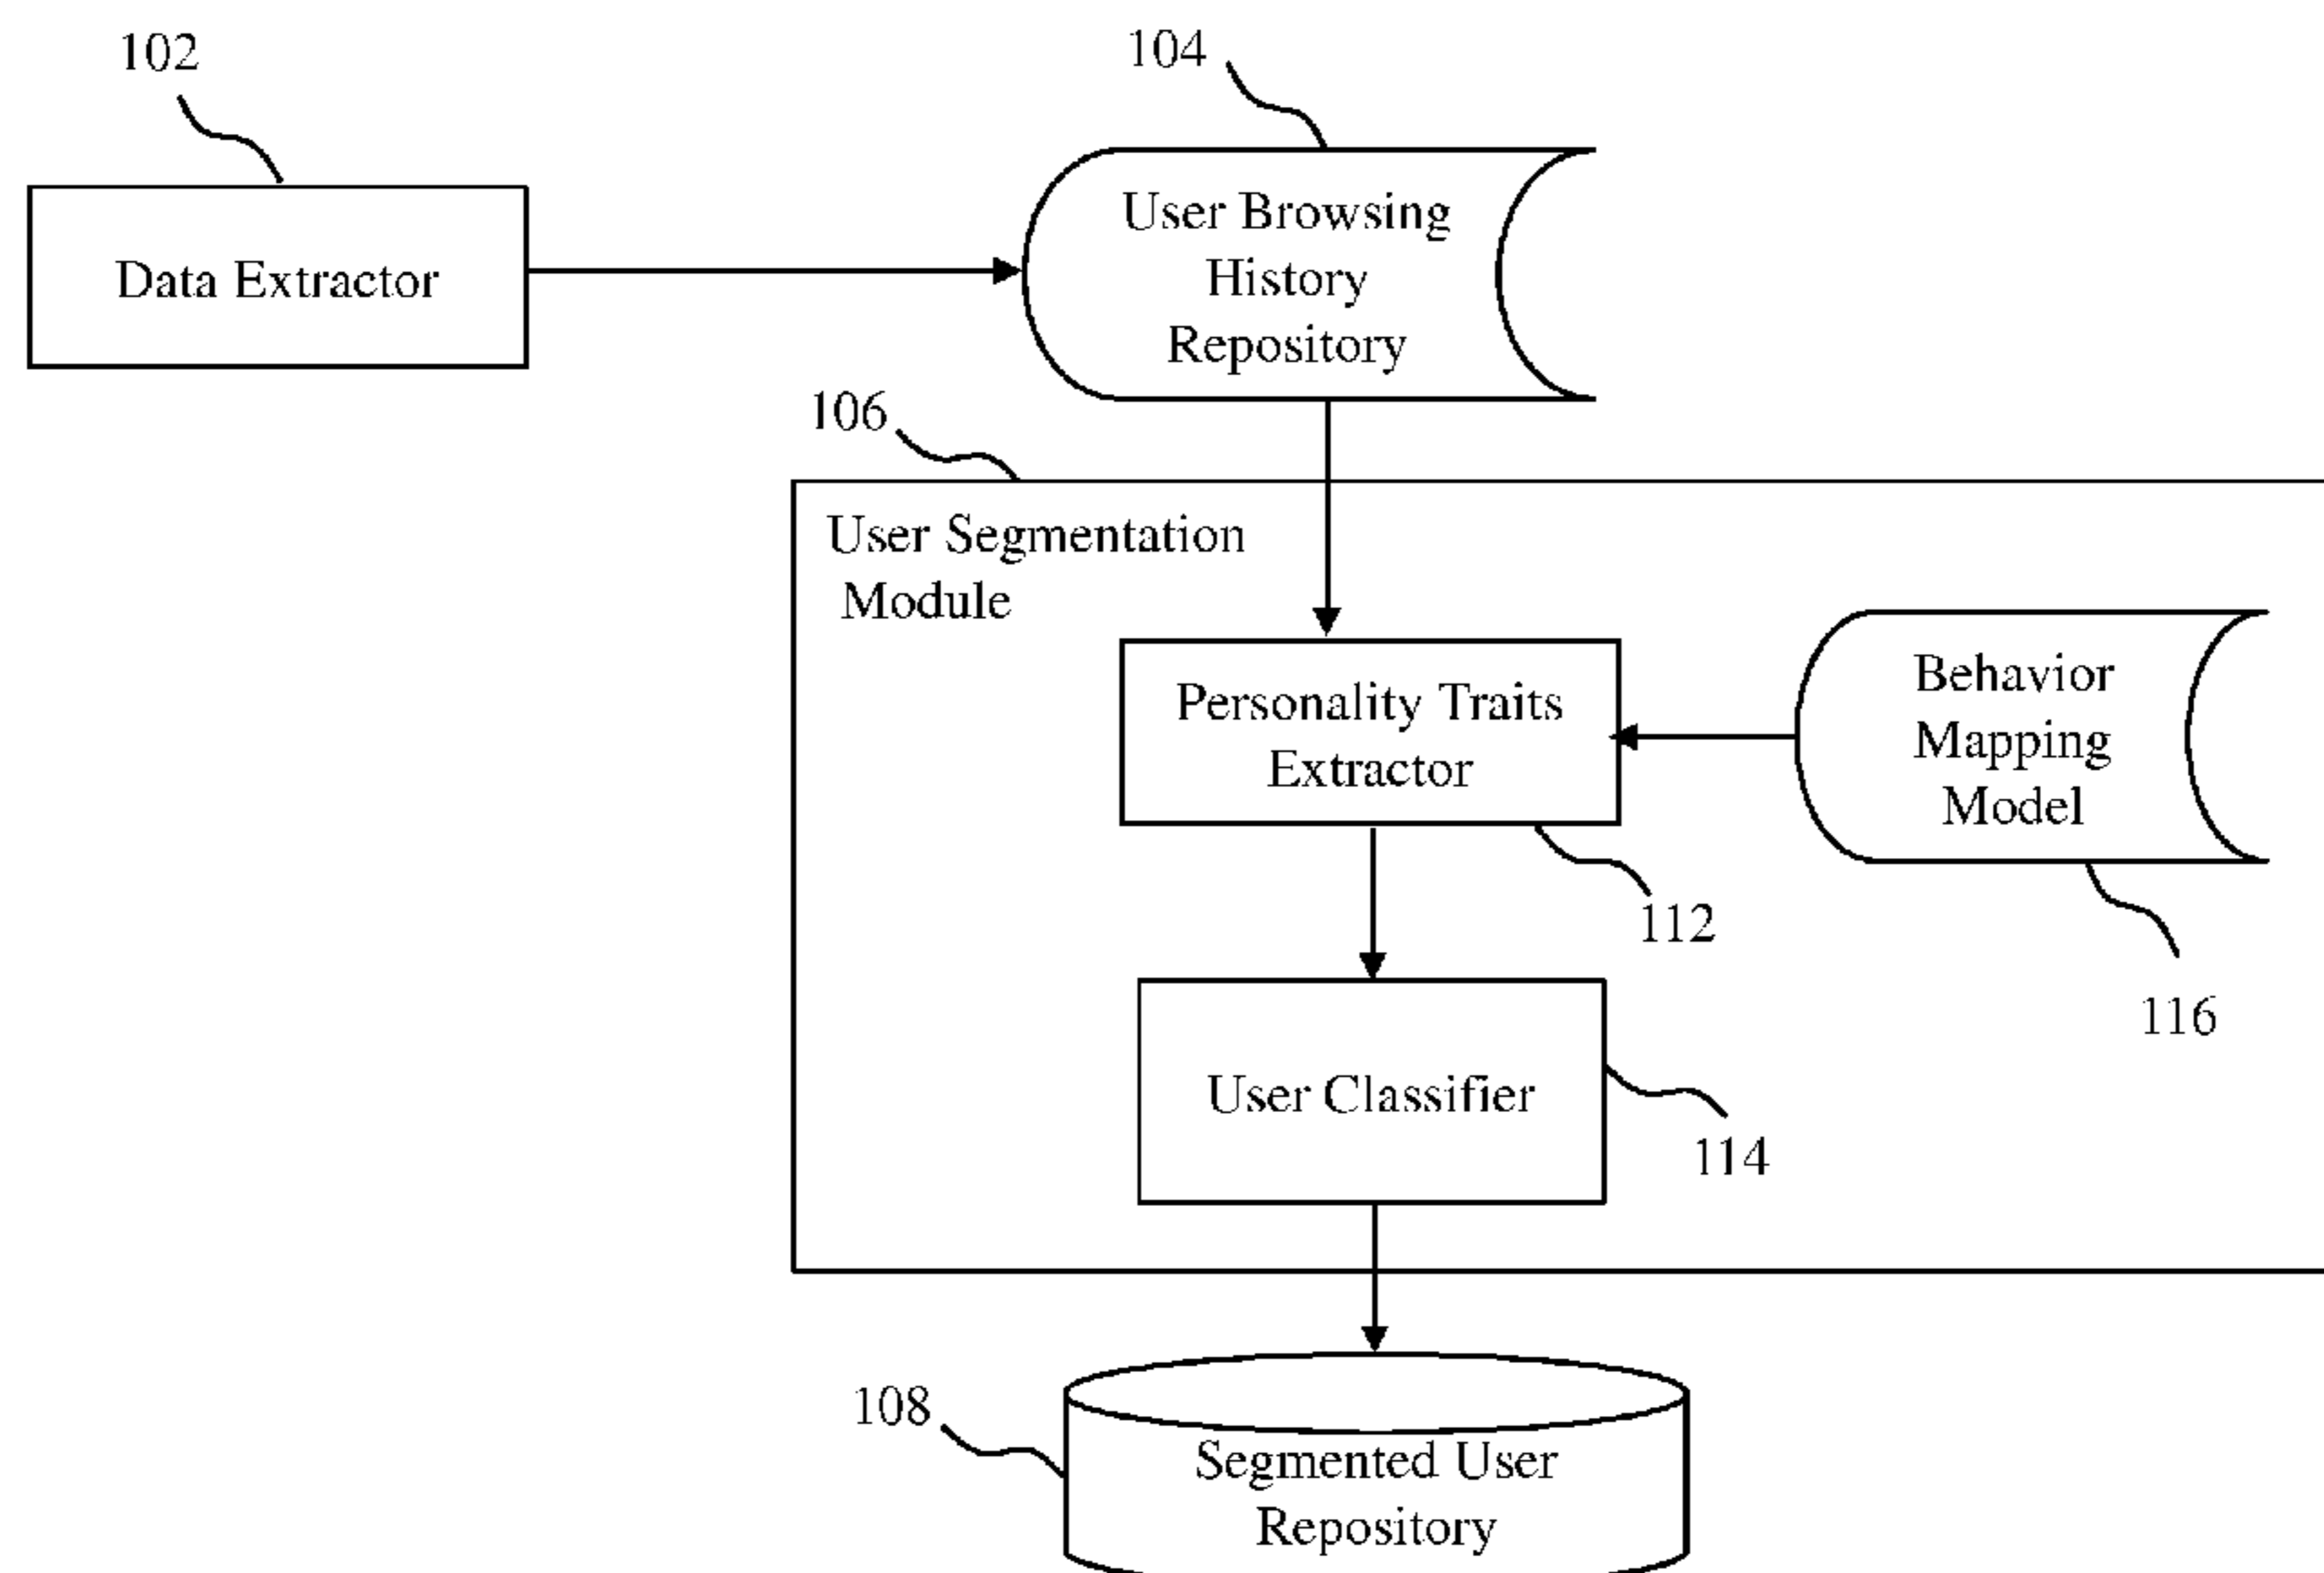 102
104
Data Extractor
User Browsing
History
Repository
106
User Segmentation
Module
Personality Traits
Extractor
Behavior
Mapping
Model
112
116
User Classifier
114
108
Segmented User
Repository